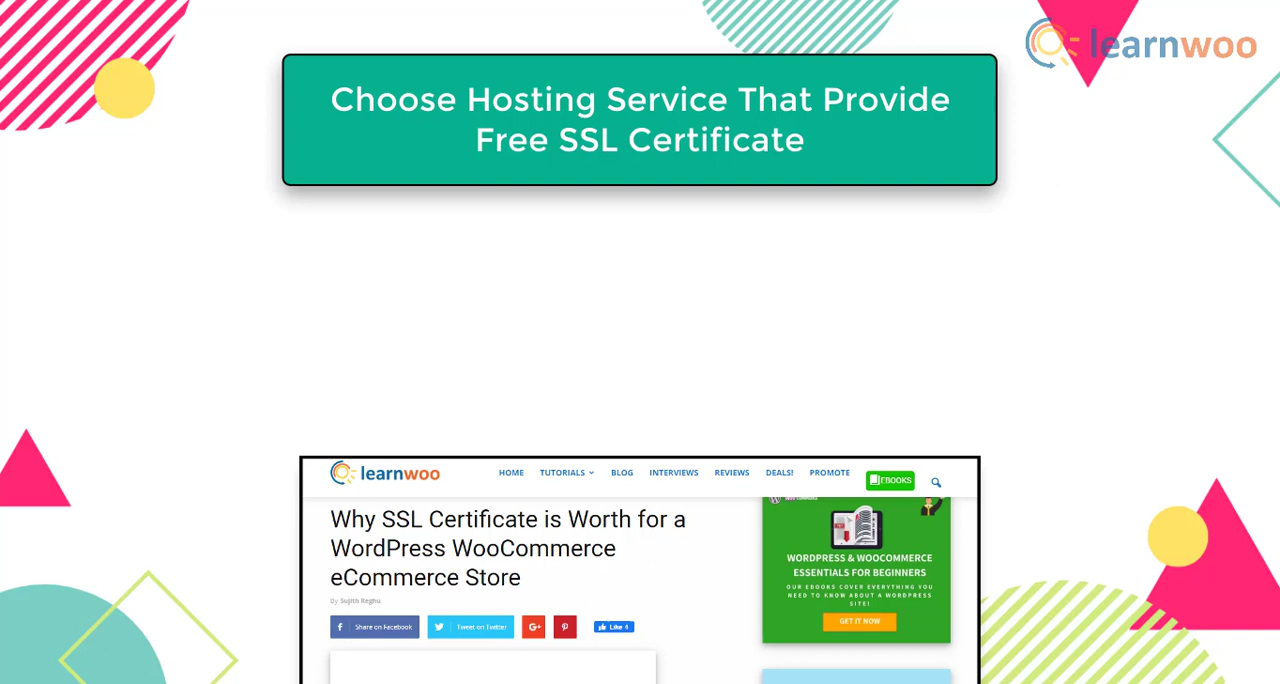 learnwoo
Choose Hosting Service That Provide
Free SSL Certificate
learnwoo
HOME TUTORIALS BLOG INTERVIEWS REVIEWS DEALS! PROMOTE EBOOKS
Why SSL Certificate is Worth for a
WordPress WooCommerce
eCommerce Store
By Sujith Reghu
Share on Facebook Tweet on Twitter G+ Like 6
WORDPRESS & WOOCOMMERCE
ESSENTIALS FOR BEGINNERS
OUR EBOOKS COVER EVERYTHING YOU
NEED TO KNOW ABOUT A WORDPRESS
SITE!
GET IT NOW